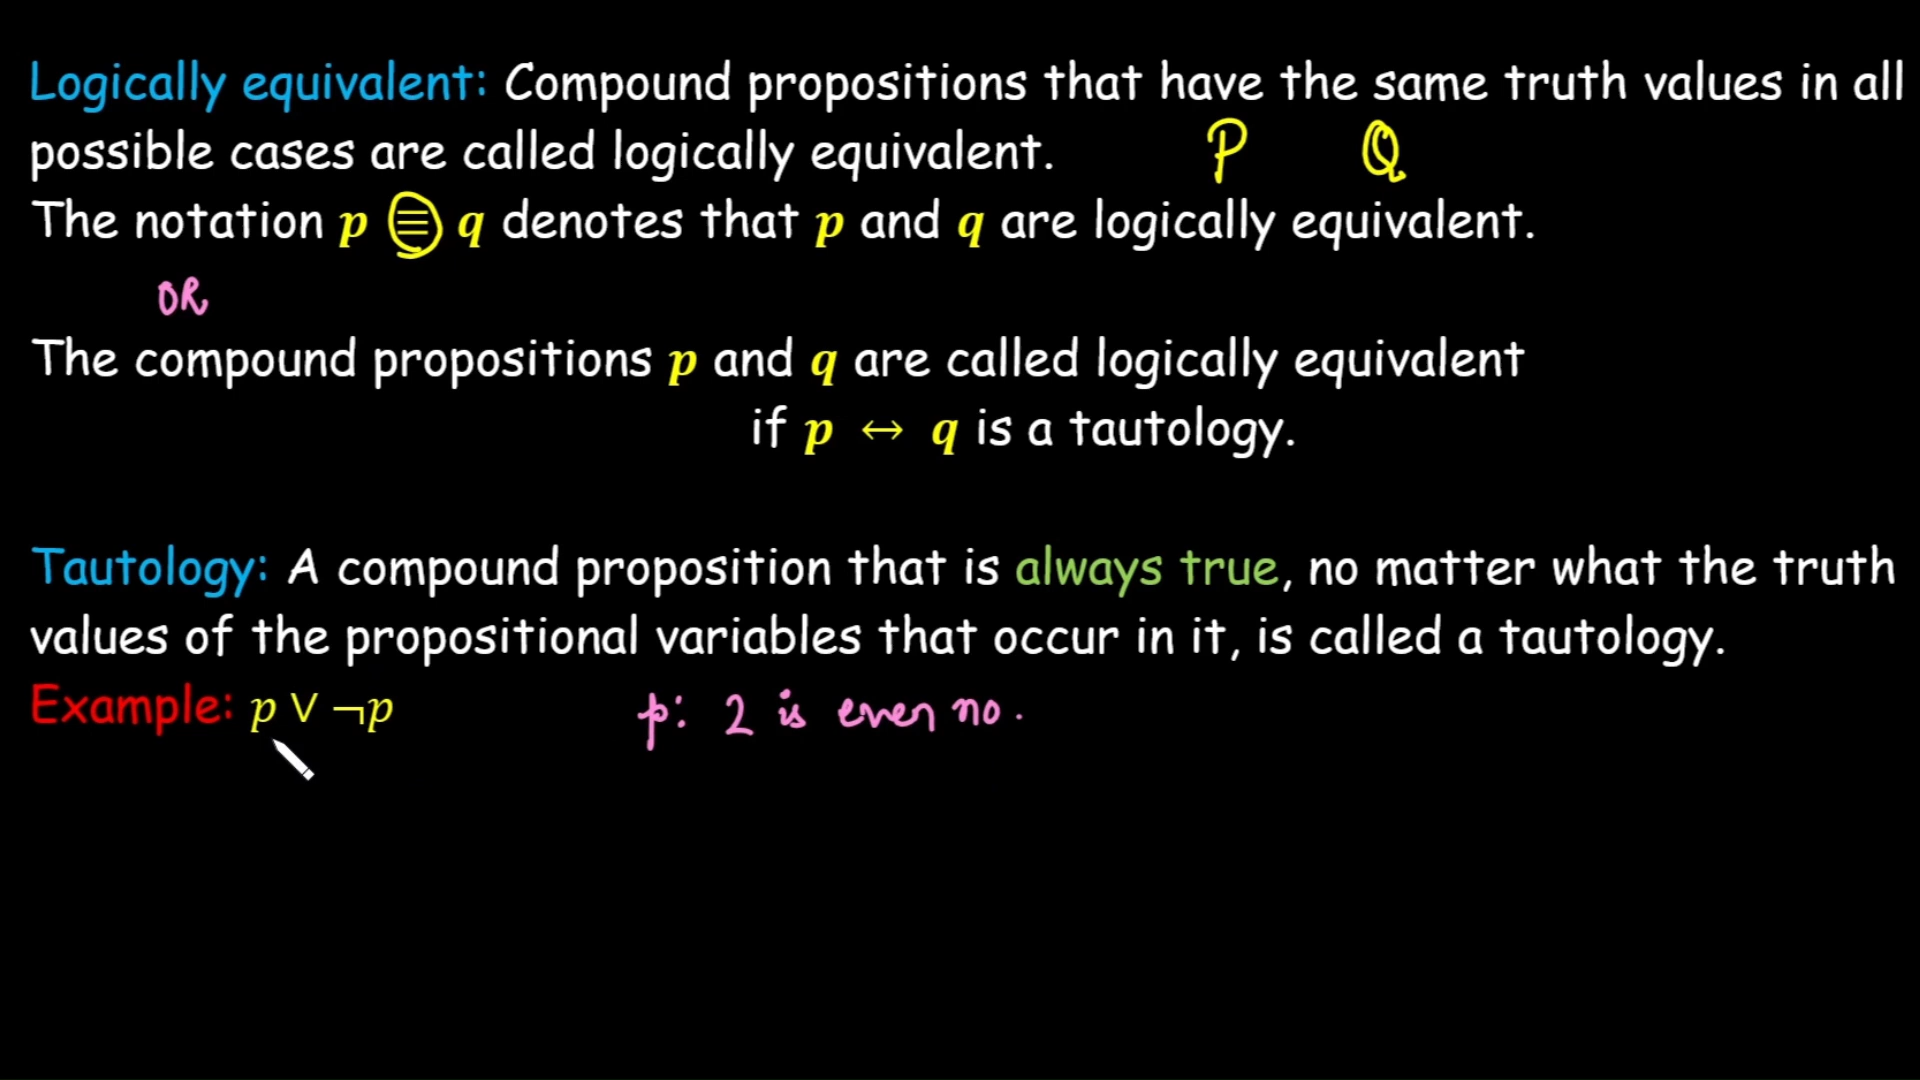 Logically equivalent: Compound propositions that have the same truth values in all
possible cases are called logically equivalent. P Q
The notation p ≡ q denotes that p and q are logically equivalent.
OR
The compound propositions p and q are called logically equivalent
if p ↔ q is a tautology.
Tautology: A compound proposition that is always true, no matter what the truth
values of the propositional variables that occur in it, is called a tautology.
Example: p ∨ ¬p p: 2 is even no.